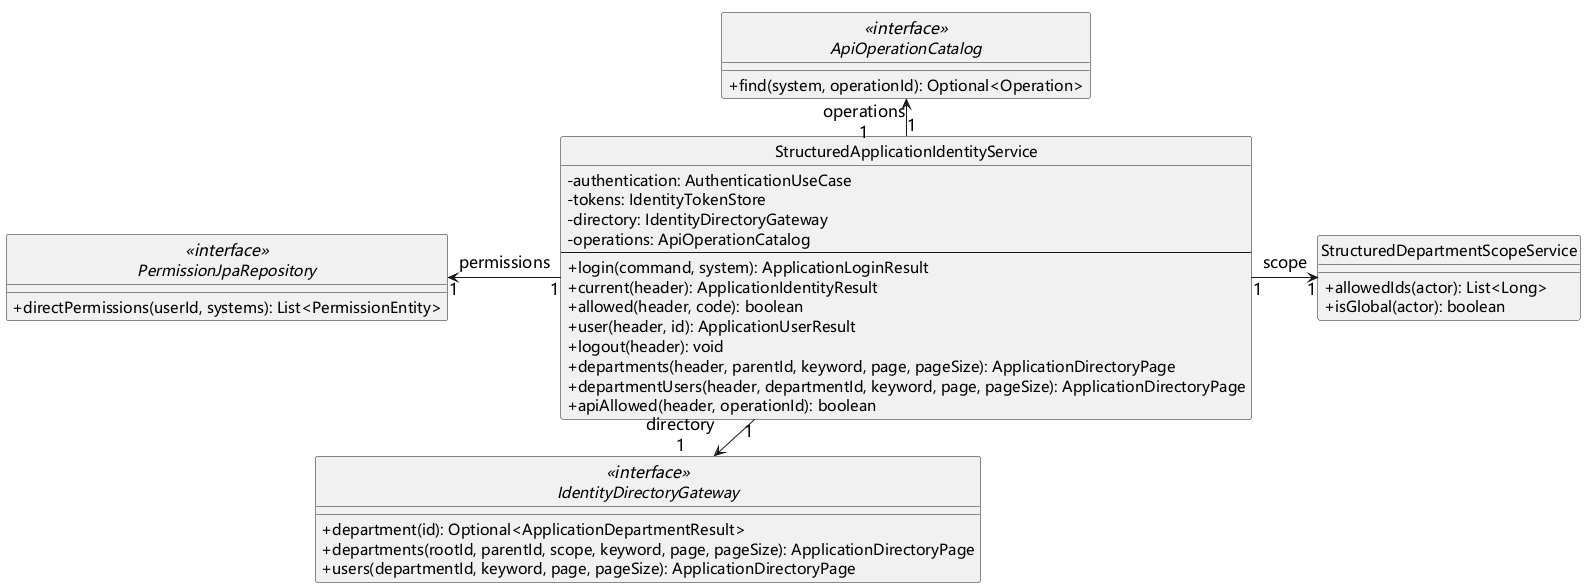 «interface»
ApiOperationCatalog
+find(system, operationId): Optional<Operation>
operations
1
1
StructuredApplicationIdentityService
-authentication: AuthenticationUseCase
-tokens: IdentityTokenStore
-directory: IdentityDirectoryGateway
-operations: ApiOperationCatalog
+login(command, system): ApplicationLoginResult
+current(header): ApplicationIdentityResult
+allowed(header, code): boolean
+user(header, id): ApplicationUserResult
+logout(header): void
+departments(header, parentId, keyword, page, pageSize): ApplicationDirectoryPage
+departmentUsers(header, departmentId, keyword, page, pageSize): ApplicationDirectoryPage
+apiAllowed(header, operationId): boolean
«interface»
PermissionJpaRepository
+directPermissions(userId, systems): List<PermissionEntity>
permissions
1
1
scope
1
1
StructuredDepartmentScopeService
+allowedIds(actor): List<Long>
+isGlobal(actor): boolean
directory
1
1
«interface»
IdentityDirectoryGateway
+department(id): Optional<ApplicationDepartmentResult>
+departments(rootId, parentId, scope, keyword, page, pageSize): ApplicationDirectoryPage
+users(departmentId, keyword, page, pageSize): ApplicationDirectoryPage